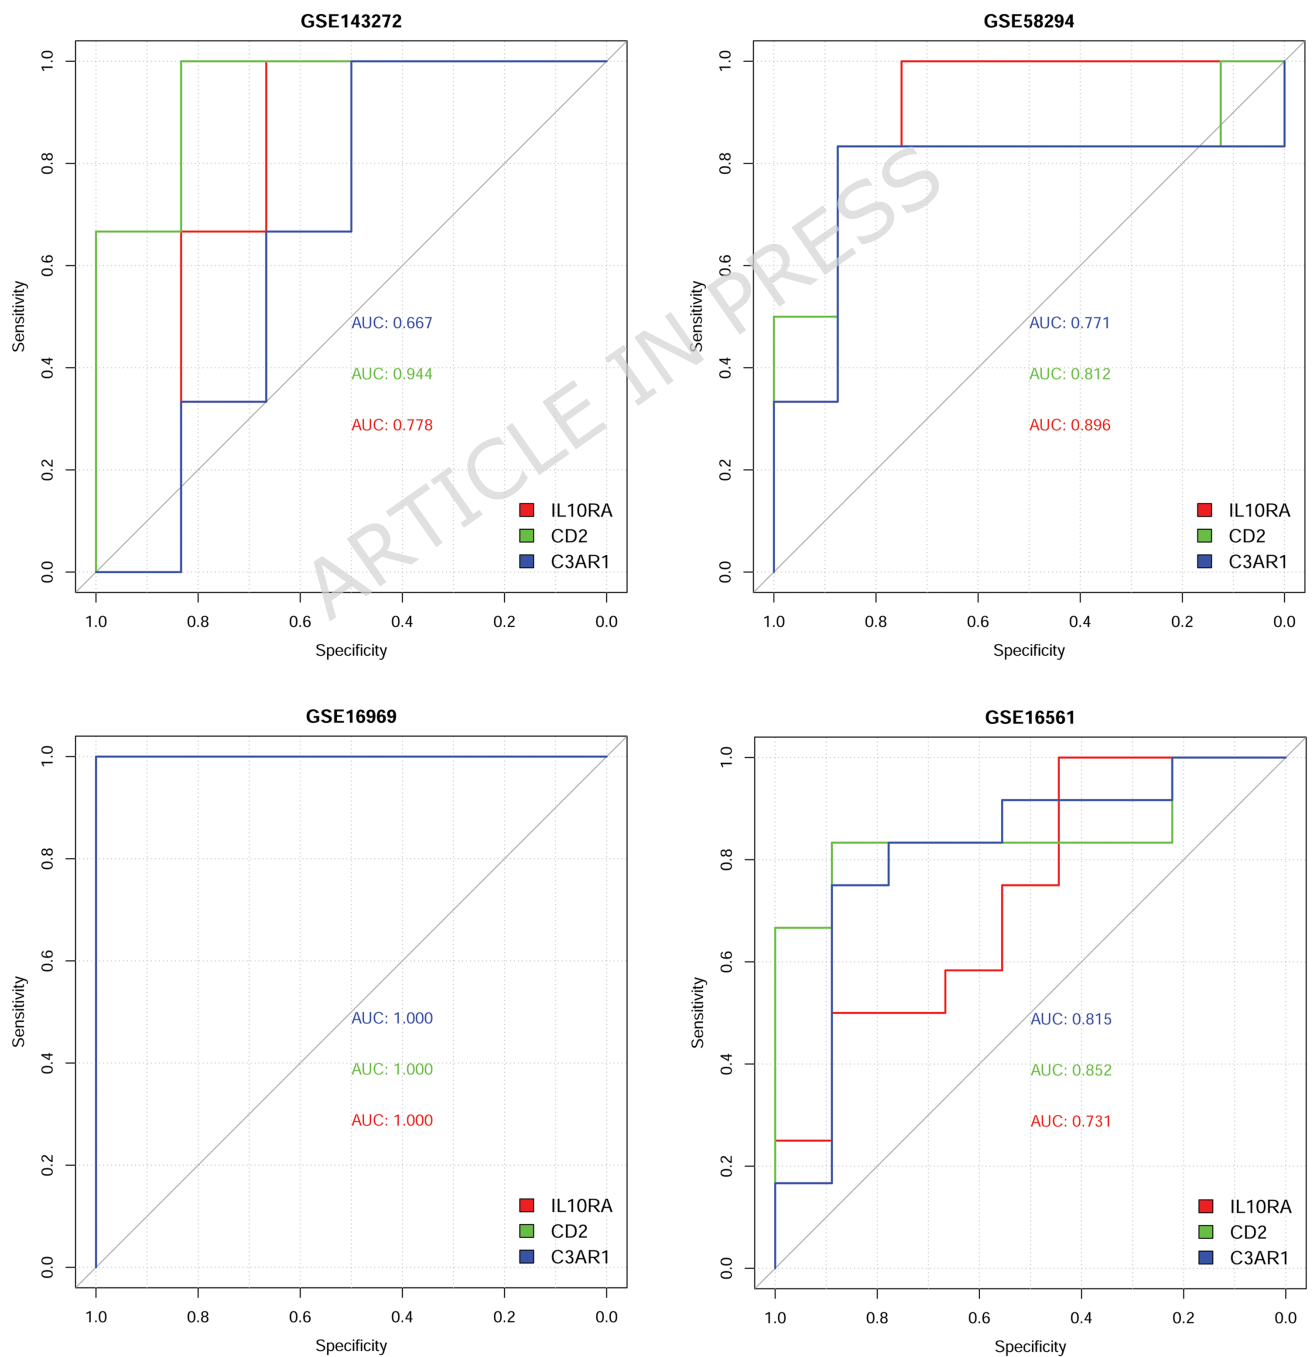 GSE143272
1.0
0.8
0.6
0.4
0.2
0.0
Sensitivity
AUC: 0.667
AUC: 0.944
AUC: 0.778
IL10RA
CD2
C3AR1
1.0 0.8 0.6 0.4 0.2 0.0
Specificity
GSE58294
1.0
0.8
0.6
0.4
0.2
0.0
Sensitivity
AUC: 0.771
AUC: 0.812
AUC: 0.896
IL10RA
CD2
C3AR1
1.0 0.8 0.6 0.4 0.2 0.0
Specificity
ARTICLE IN PRESS
GSE16969
1.0
0.8
0.6
0.4
0.2
0.0
Sensitivity
AUC: 1.000
AUC: 1.000
AUC: 1.000
IL10RA
CD2
C3AR1
1.0 0.8 0.6 0.4 0.2 0.0
Specificity
GSE16561
1.0
0.8
0.6
0.4
0.2
0.0
Sensitivity
AUC: 0.815
AUC: 0.852
AUC: 0.731
IL10RA
CD2
C3AR1
1.0 0.8 0.6 0.4 0.2 0.0
Specificity